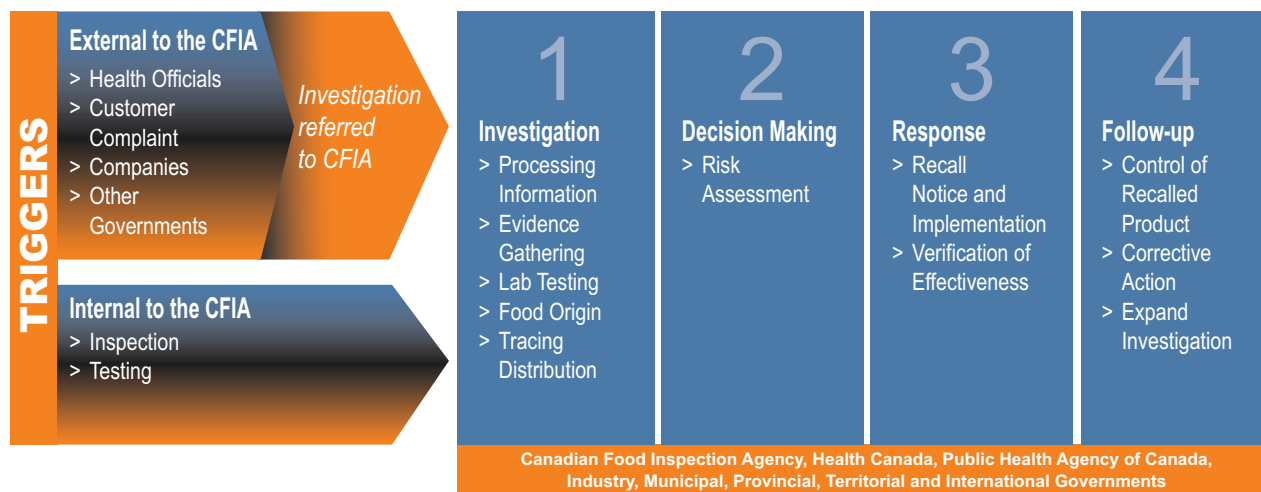 TRIGGERS
External to the CFIA
> Health Officials
> Customer
Complaint
> Companies
> Other
Governments
Investigation
referred
to CFIA
Internal to the CFIA
> Inspection
> Testing
1
Investigation
> Processing
Information
> Evidence
Gathering
> Lab Testing
> Food Origin
> Tracing
Distribution
2
Decision Making
> Risk
Assessment
3
Response
> Recall
Notice and
Implementation
> Verification of
Effectiveness
4
Follow-up
> Control of
Recalled
Product
> Corrective
Action
> Expand
Investigation
Canadian Food Inspection Agency, Health Canada, Public Health Agency of Canada,
Industry, Municipal, Provincial, Territorial and International Governments